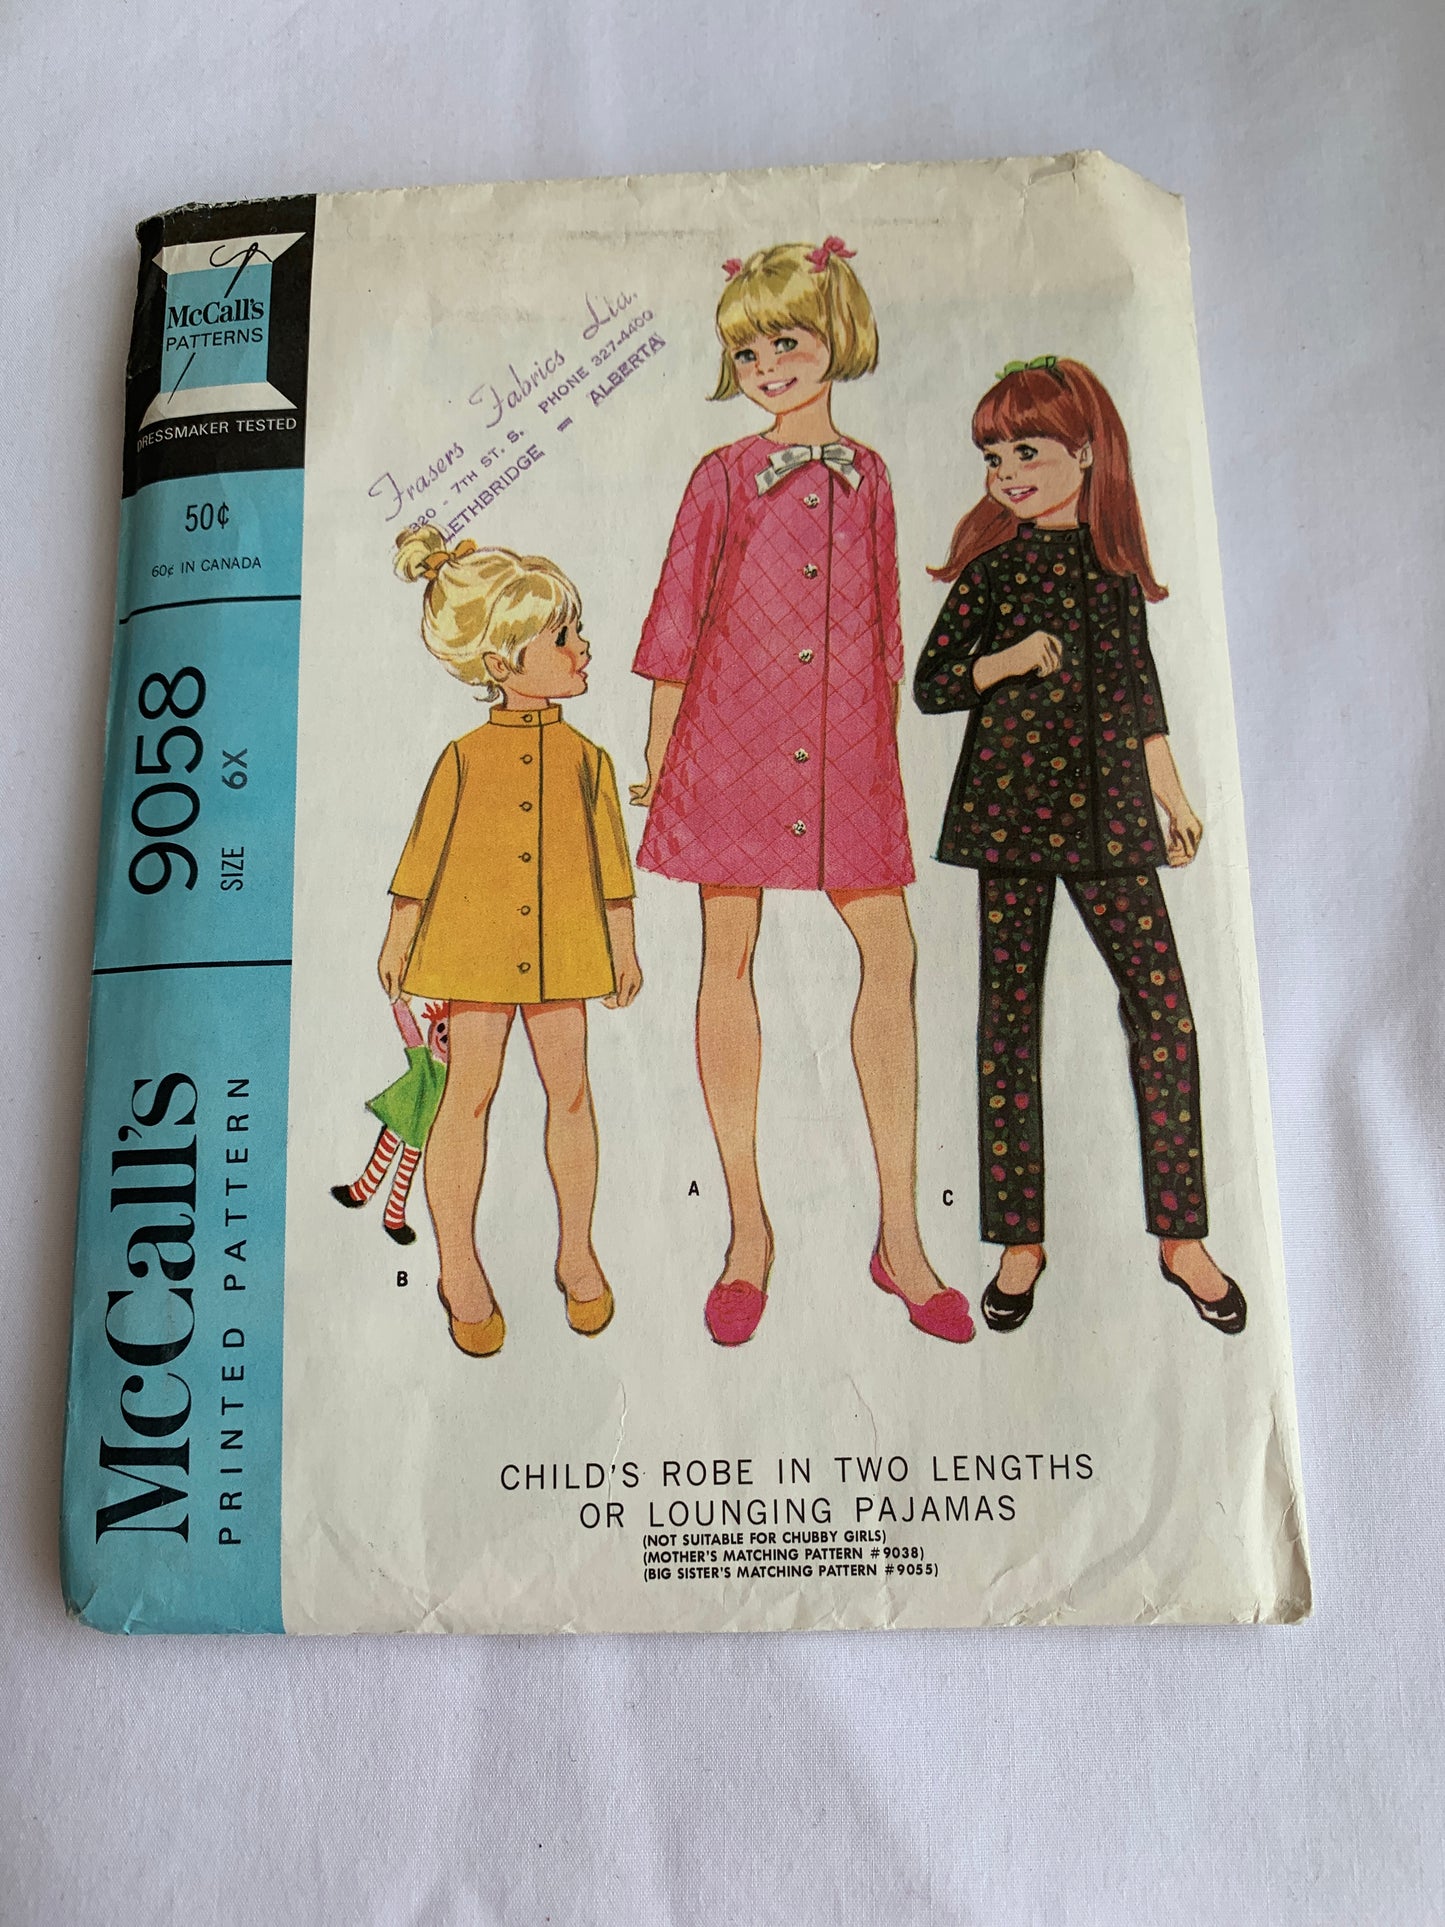 McCall's
PATTERNS
DRESSMAKER TESTED
50¢
60¢ IN CANADA
9058
SIZE 6X
McCall's
PRINTED PATTERN
Frasers Fabrics Ltd.
320 - 7TH ST. S. PHONE 327-4400
LETHBRIDGE - ALBERTA
A
B
C
CHILD'S ROBE IN TWO LENGTHS
OR LOUNGING PAJAMAS
(NOT SUITABLE FOR CHUBBY GIRLS)
(MOTHER'S MATCHING PATTERN #9038)
(BIG SISTER'S MATCHING PATTERN #9055)